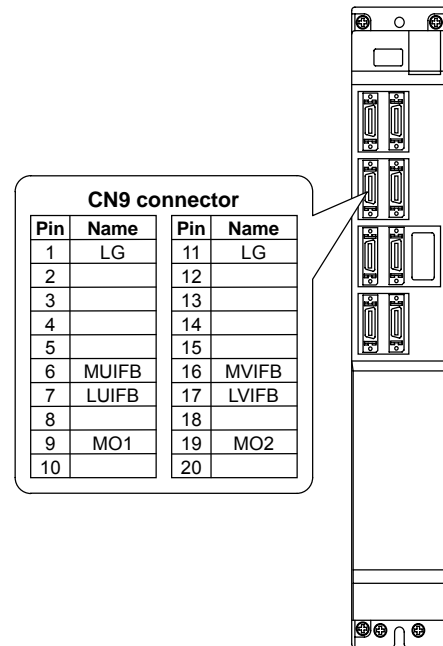 CN9 connector
Pin Name Pin Name
1 LG 11 LG
2 12
3 13
4 14
5 15
6 MUIFB 16 MVIFB
7 LUIFB 17 LVIFB
8 18
9 MO1 19 MO2
10 20